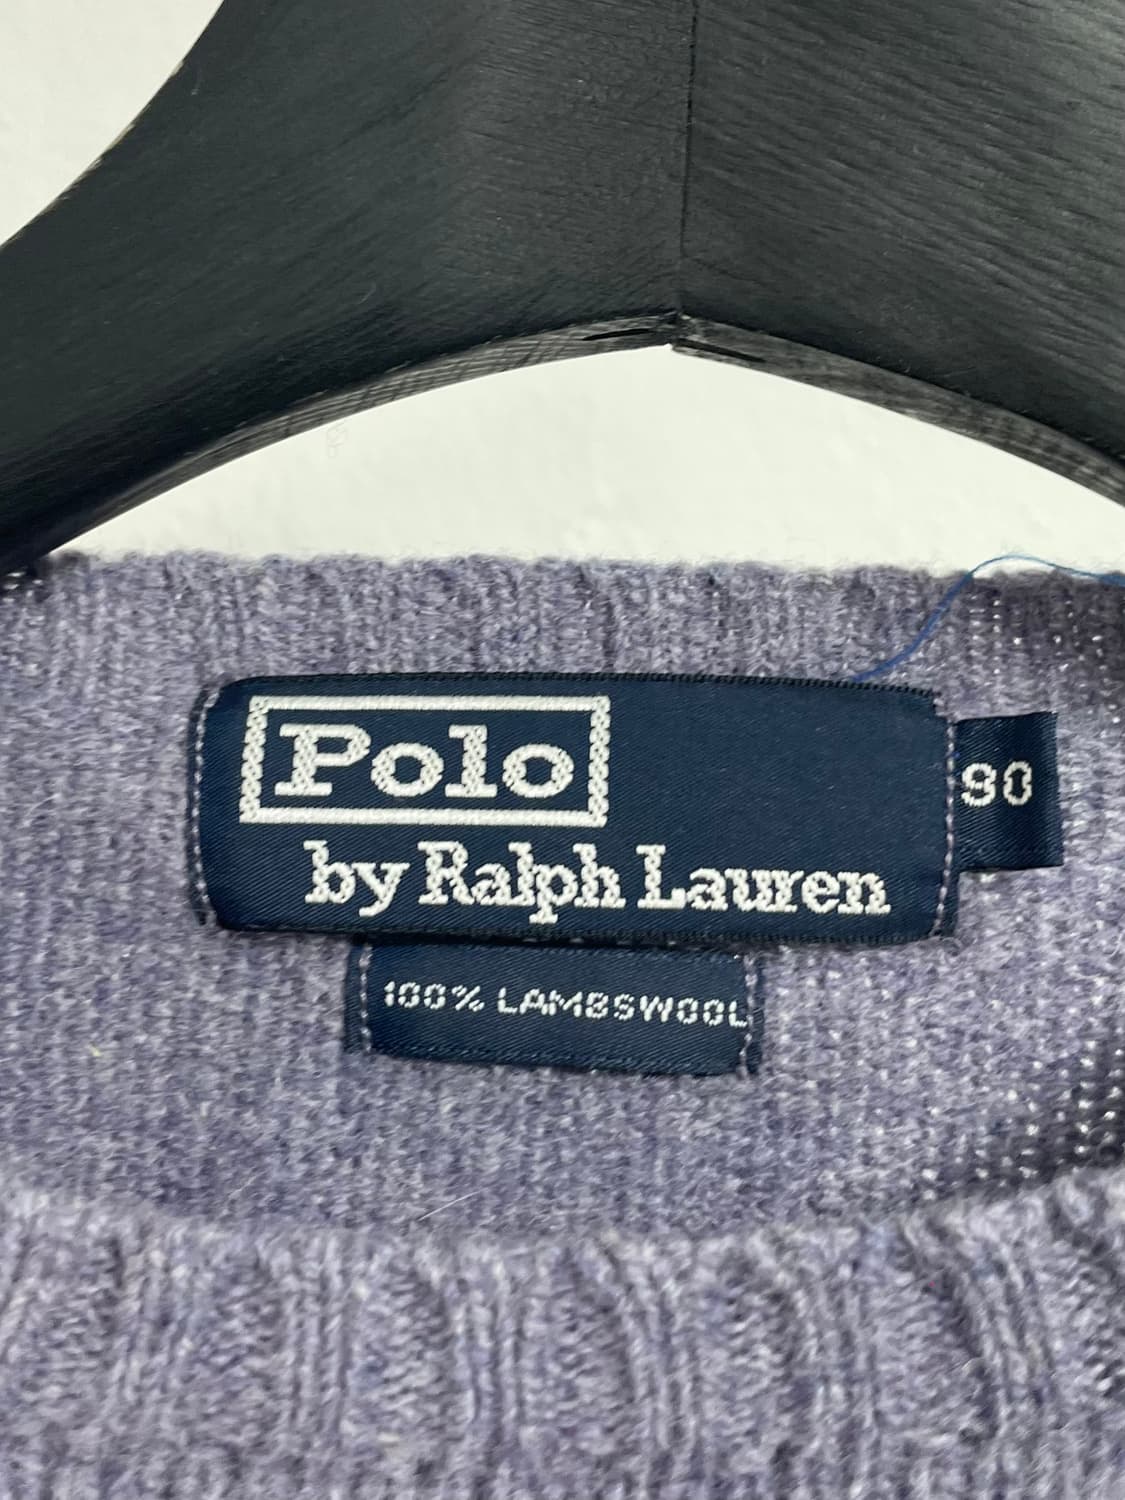 Polo
by Ralph Lauren
90
100% LAMBSWOOL